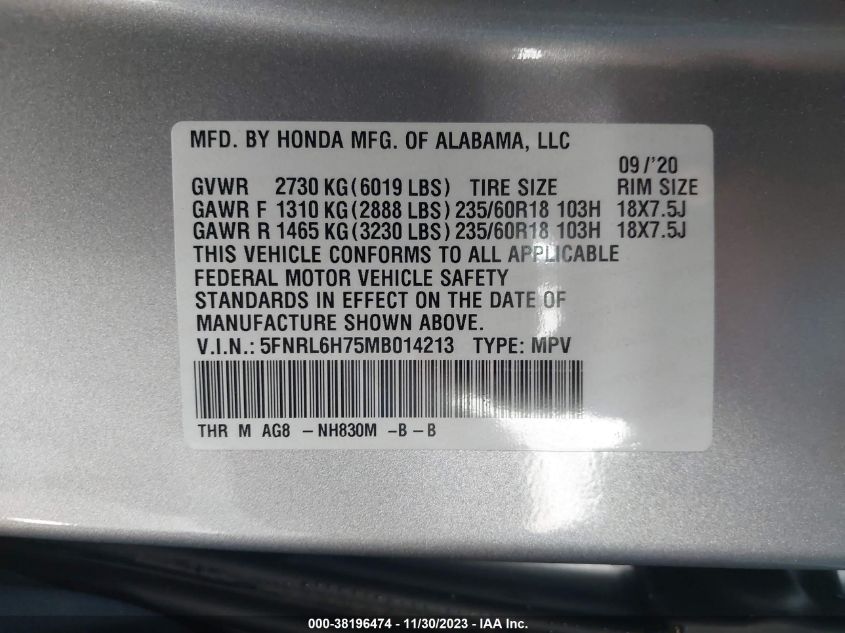 MFD. BY HONDA MFG. OF ALABAMA, LLC
09/'20
GVWR 2730 KG(6019 LBS) TIRE SIZE RIM SIZE
GAWR F 1310 KG(2888 LBS) 235/60R18 103H 18X7.5J
GAWR R 1465 KG(3230 LBS) 235/60R18 103H 18X7.5J
THIS VEHICLE CONFORMS TO ALL APPLICABLE
FEDERAL MOTOR VEHICLE SAFETY
STANDARDS IN EFFECT ON THE DATE OF
MANUFACTURE SHOWN ABOVE.
V.I.N.: 5FNRL6H75MB014213 TYPE: MPV
THR M AG8 -NH830M -B-B
000-38196474 - 11/30/2023 - IAA Inc.